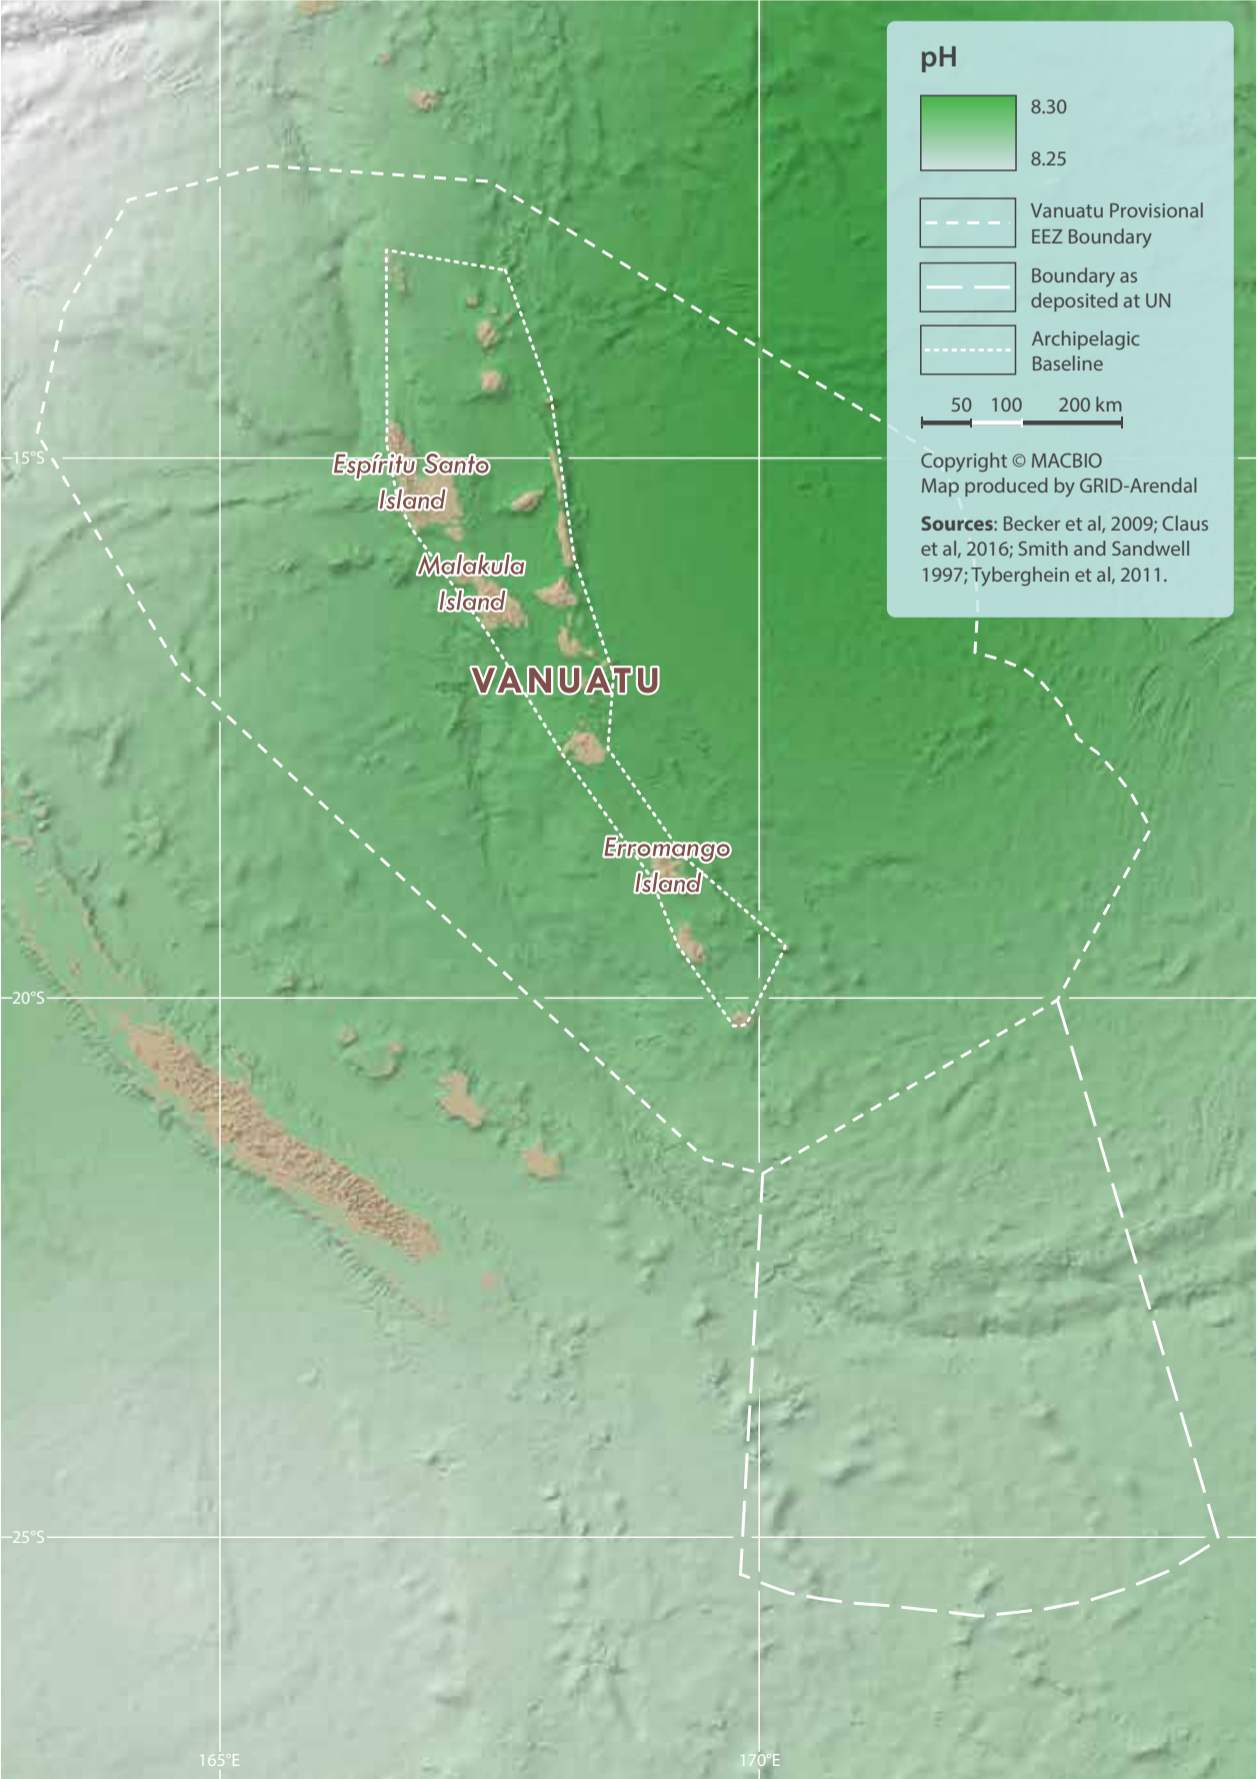 pH
8.30
8.25
Vanuatu Provisional
EEZ Boundary
Boundary as
deposited at UN
Archipelagic
Baseline
50 100 200 km
Copyright © MACBIO
Map produced by GRID-Arendal
Sources: Becker et al, 2009; Claus
et al, 2016; Smith and Sandwell
1997; Tyberghein et al, 2011.
15°S
Espíritu Santo
Island
Malakula
Island
VANUATU
Erromango
Island
20°S
25°S
165°E
170°E